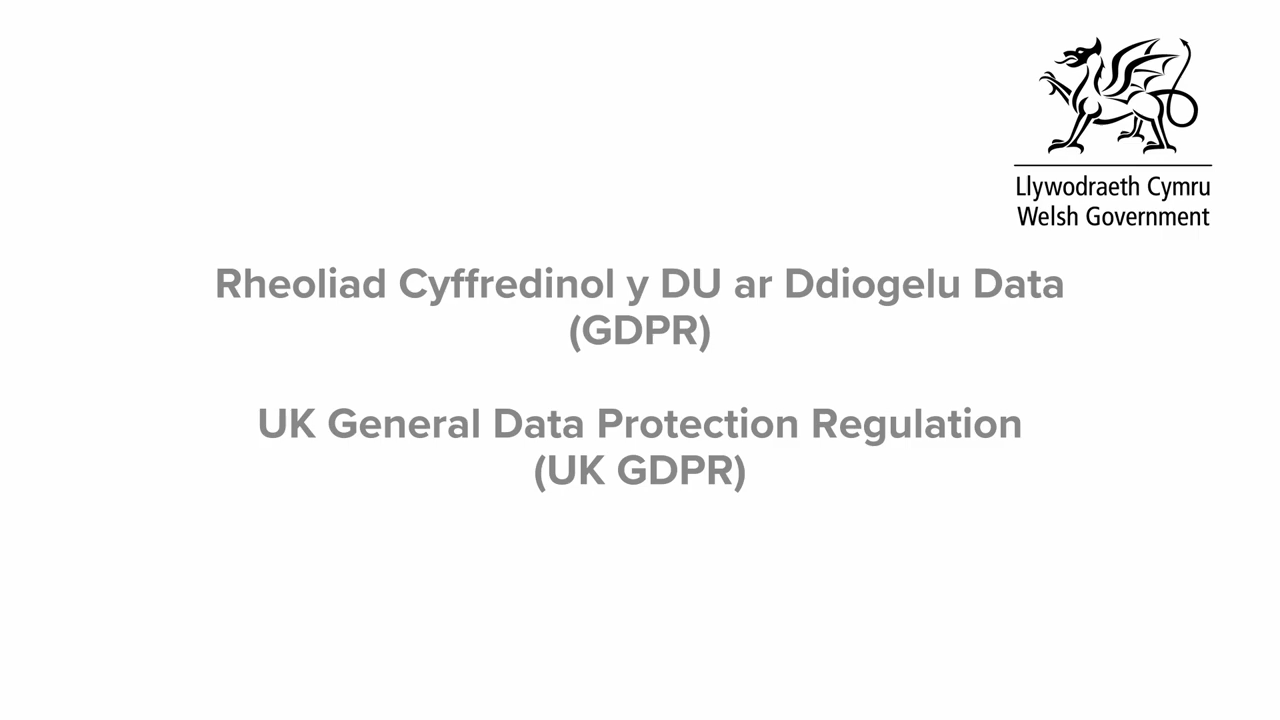 Llywodraeth Cymru
Welsh Government
Rheoliad Cyffredinol y DU ar Ddiogelu Data
(GDPR)
UK General Data Protection Regulation
(UK GDPR)